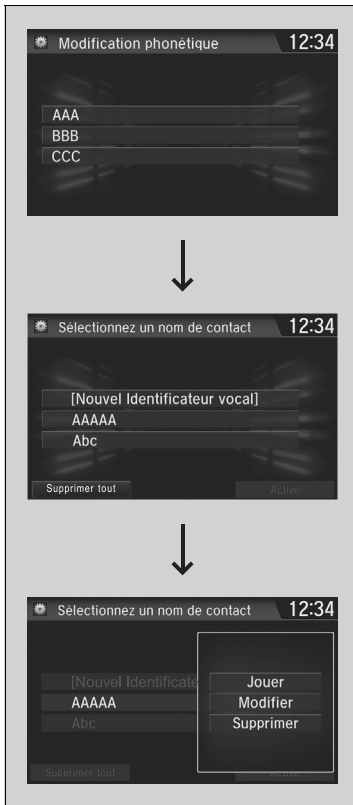 Modification phonétique 12:34
AAA
BBB
CCC
Sélectionnez un nom de contact 12:34
[Nouvel Identificateur vocal]
AAAAA
Abc
Supprimer tout Activé
Sélectionnez un nom de contact 12:34
[Nouvel Identificate Jouer
AAAAA Modifier
Abc Supprimer
Supprimer tout Activé